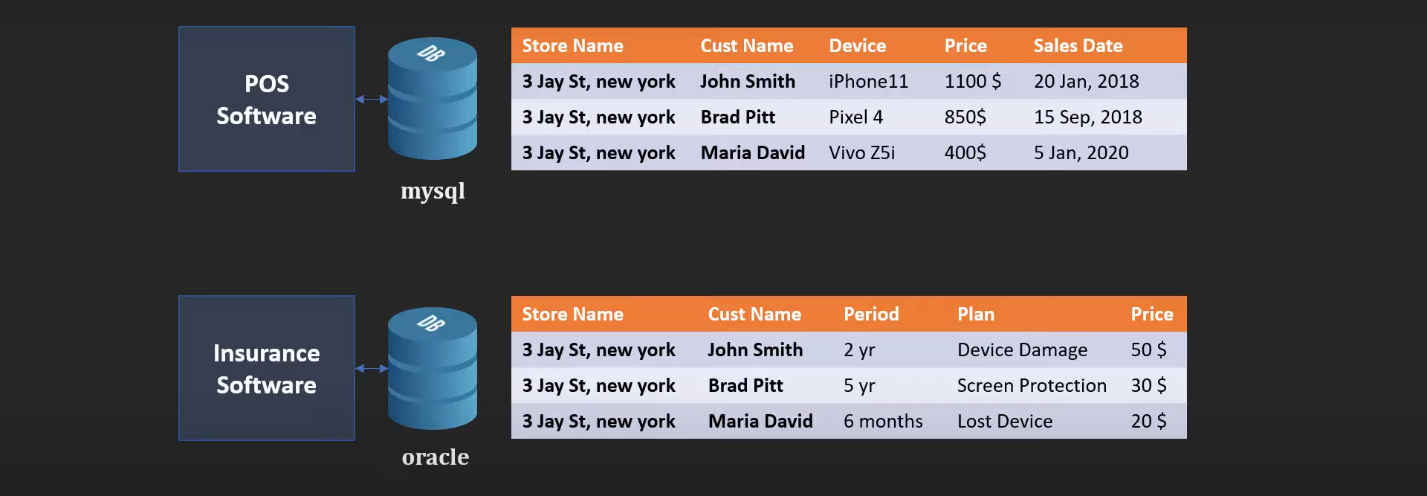 POS
Software
DB
mysql
Store Name Cust Name Device Price Sales Date
3 Jay St, new york John Smith iPhone11 1100 $ 20 Jan, 2018
3 Jay St, new york Brad Pitt Pixel 4 850$ 15 Sep, 2018
3 Jay St, new york Maria David Vivo Z5i 400$ 5 Jan, 2020
Insurance
Software
DB
oracle
Store Name Cust Name Period Plan Price
3 Jay St, new york John Smith 2 yr Device Damage 50 $
3 Jay St, new york Brad Pitt 5 yr Screen Protection 30 $
3 Jay St, new york Maria David 6 months Lost Device 20 $